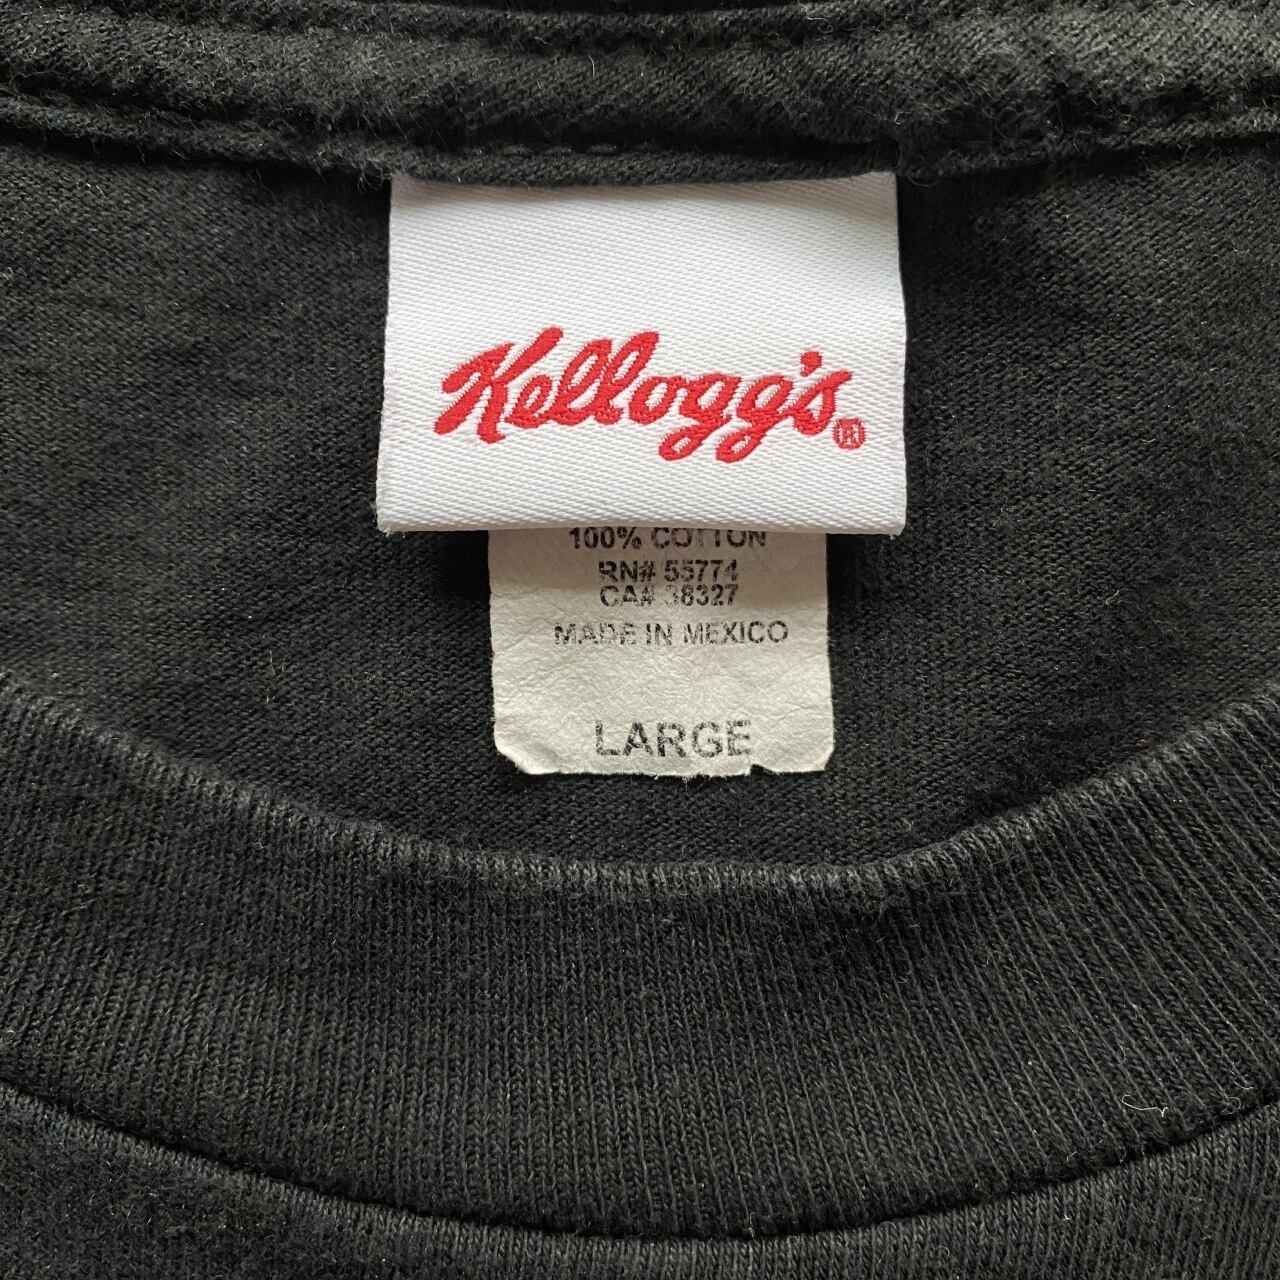 Kellogg's®
100% COTTON
RN# 55774
CA# 38327
MADE IN MEXICO
LARGE